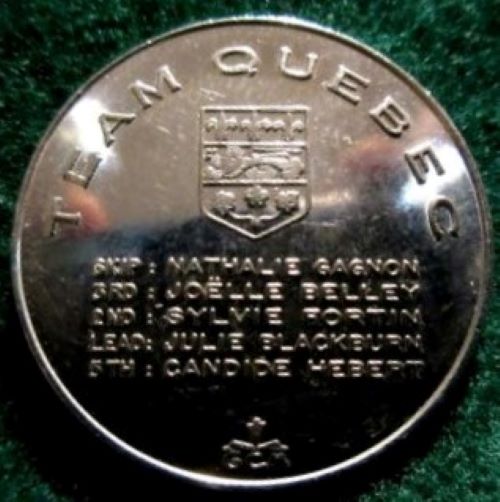 TEAM QUEBEC
SKIP: NATHALIE GAGNON
3RD: JOËLLE BELLEY
2ND: SYLVIE FORTIN
LEAD: JULIE BLACKBURN
5TH: CANDIDE HEBERT